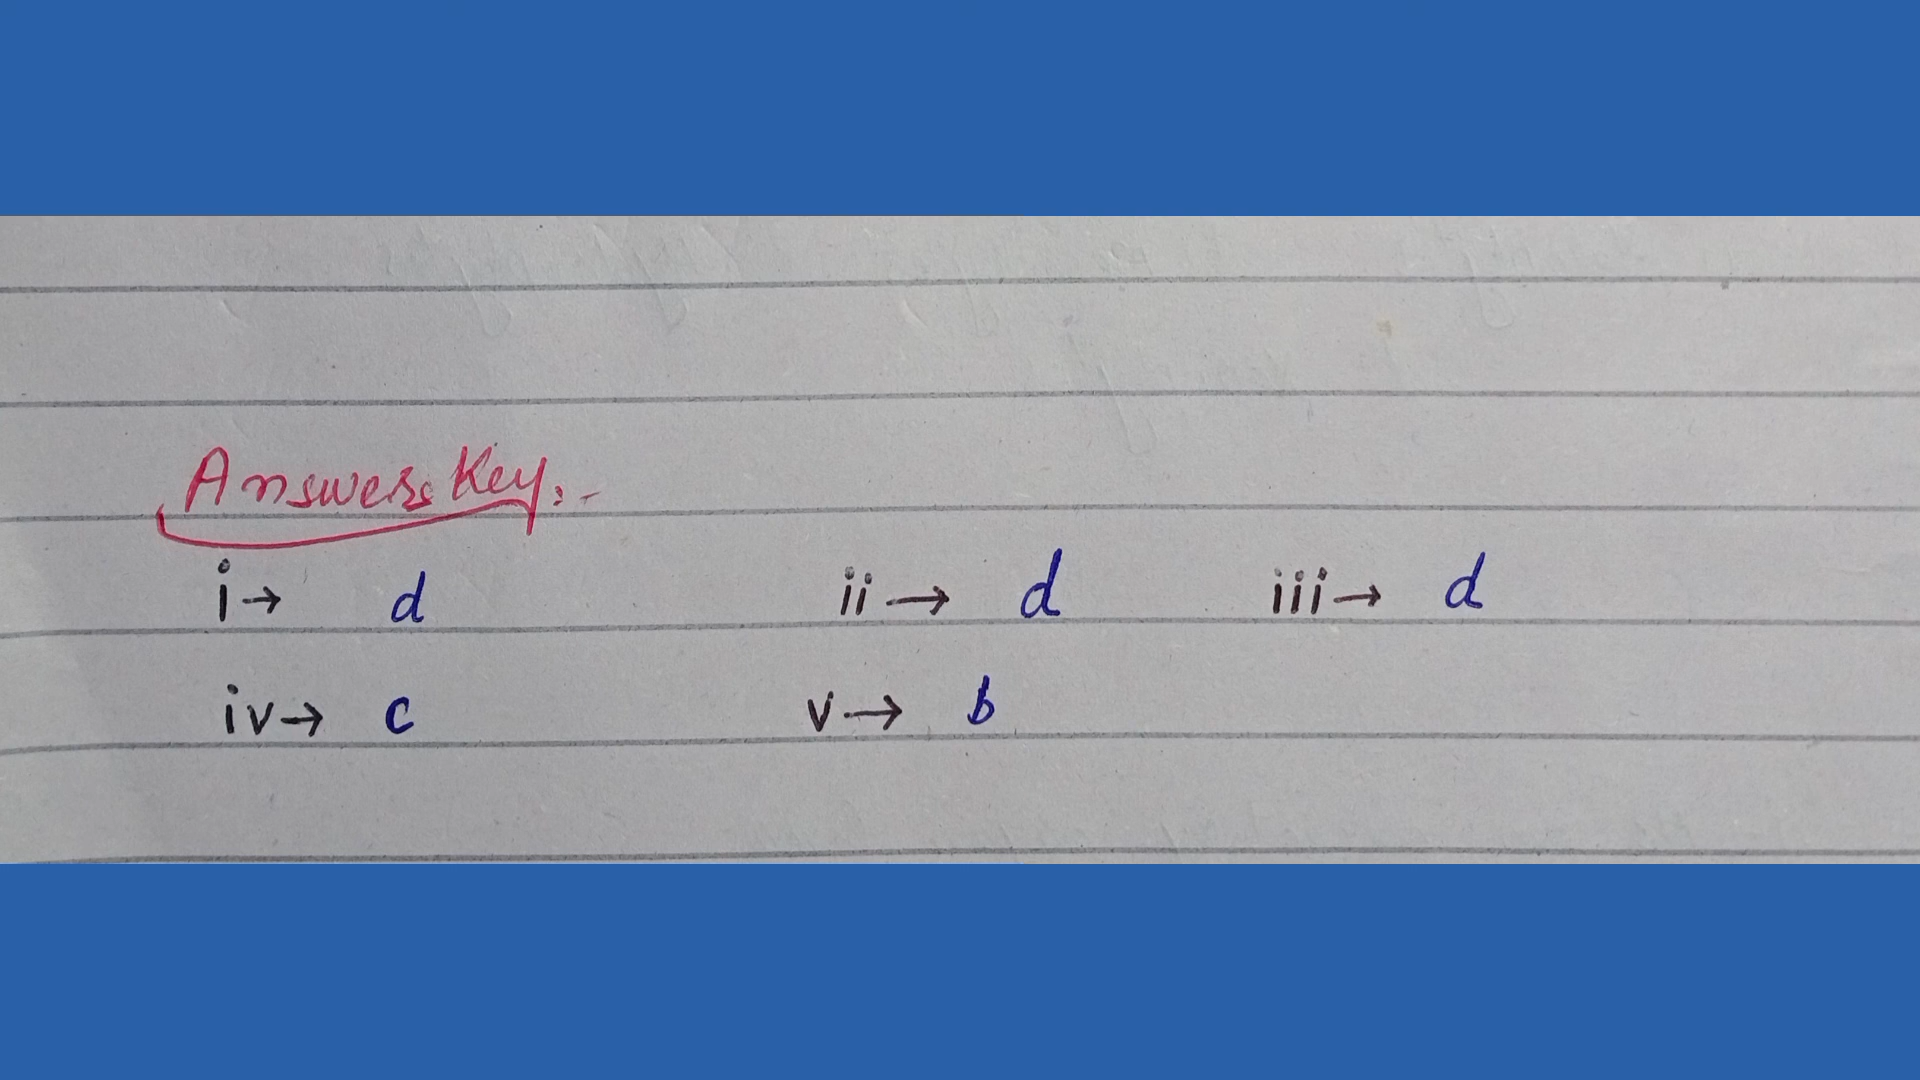 Answers Key:-
i→ d ii→ d iii→ d
iv→ c v→ b